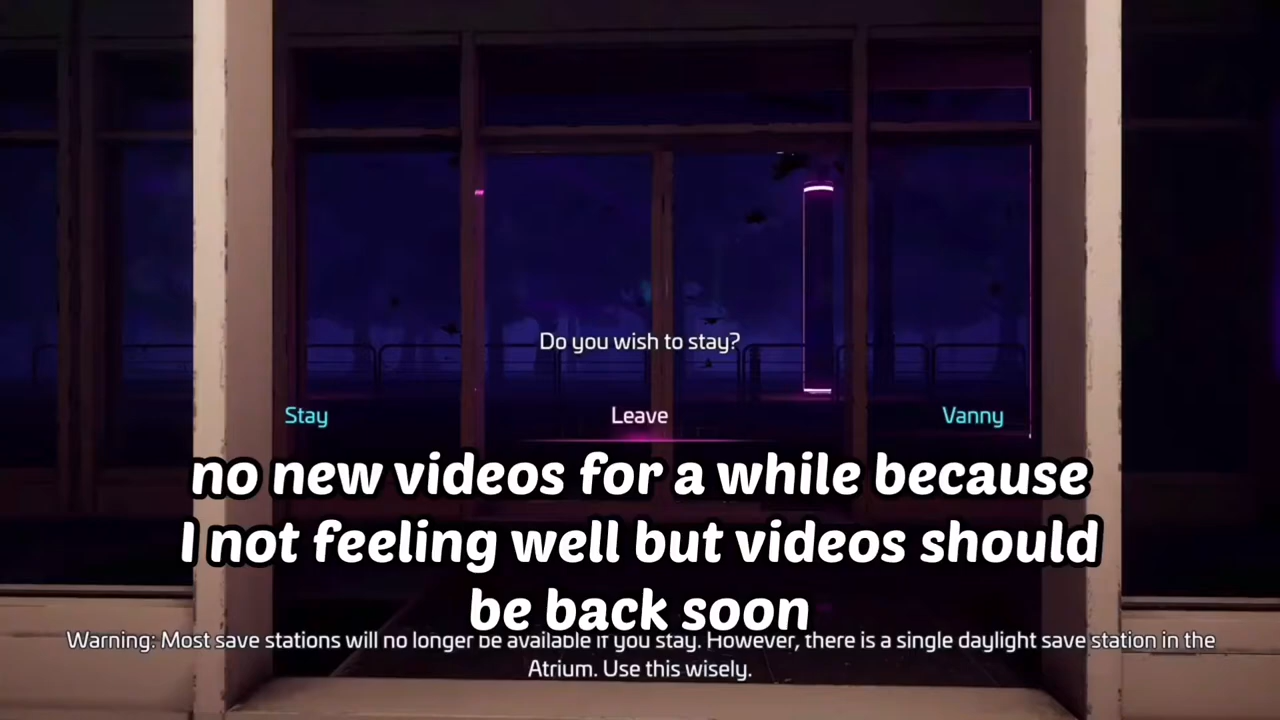 Do you wish to stay?
Stay
Leave
Vanny
no new videos for a while because
I not feeling well but videos should
be back soon
Warning: Most save stations will no longer be available if you stay. However, there is a single daylight save station in the
Atrium. Use this wisely.